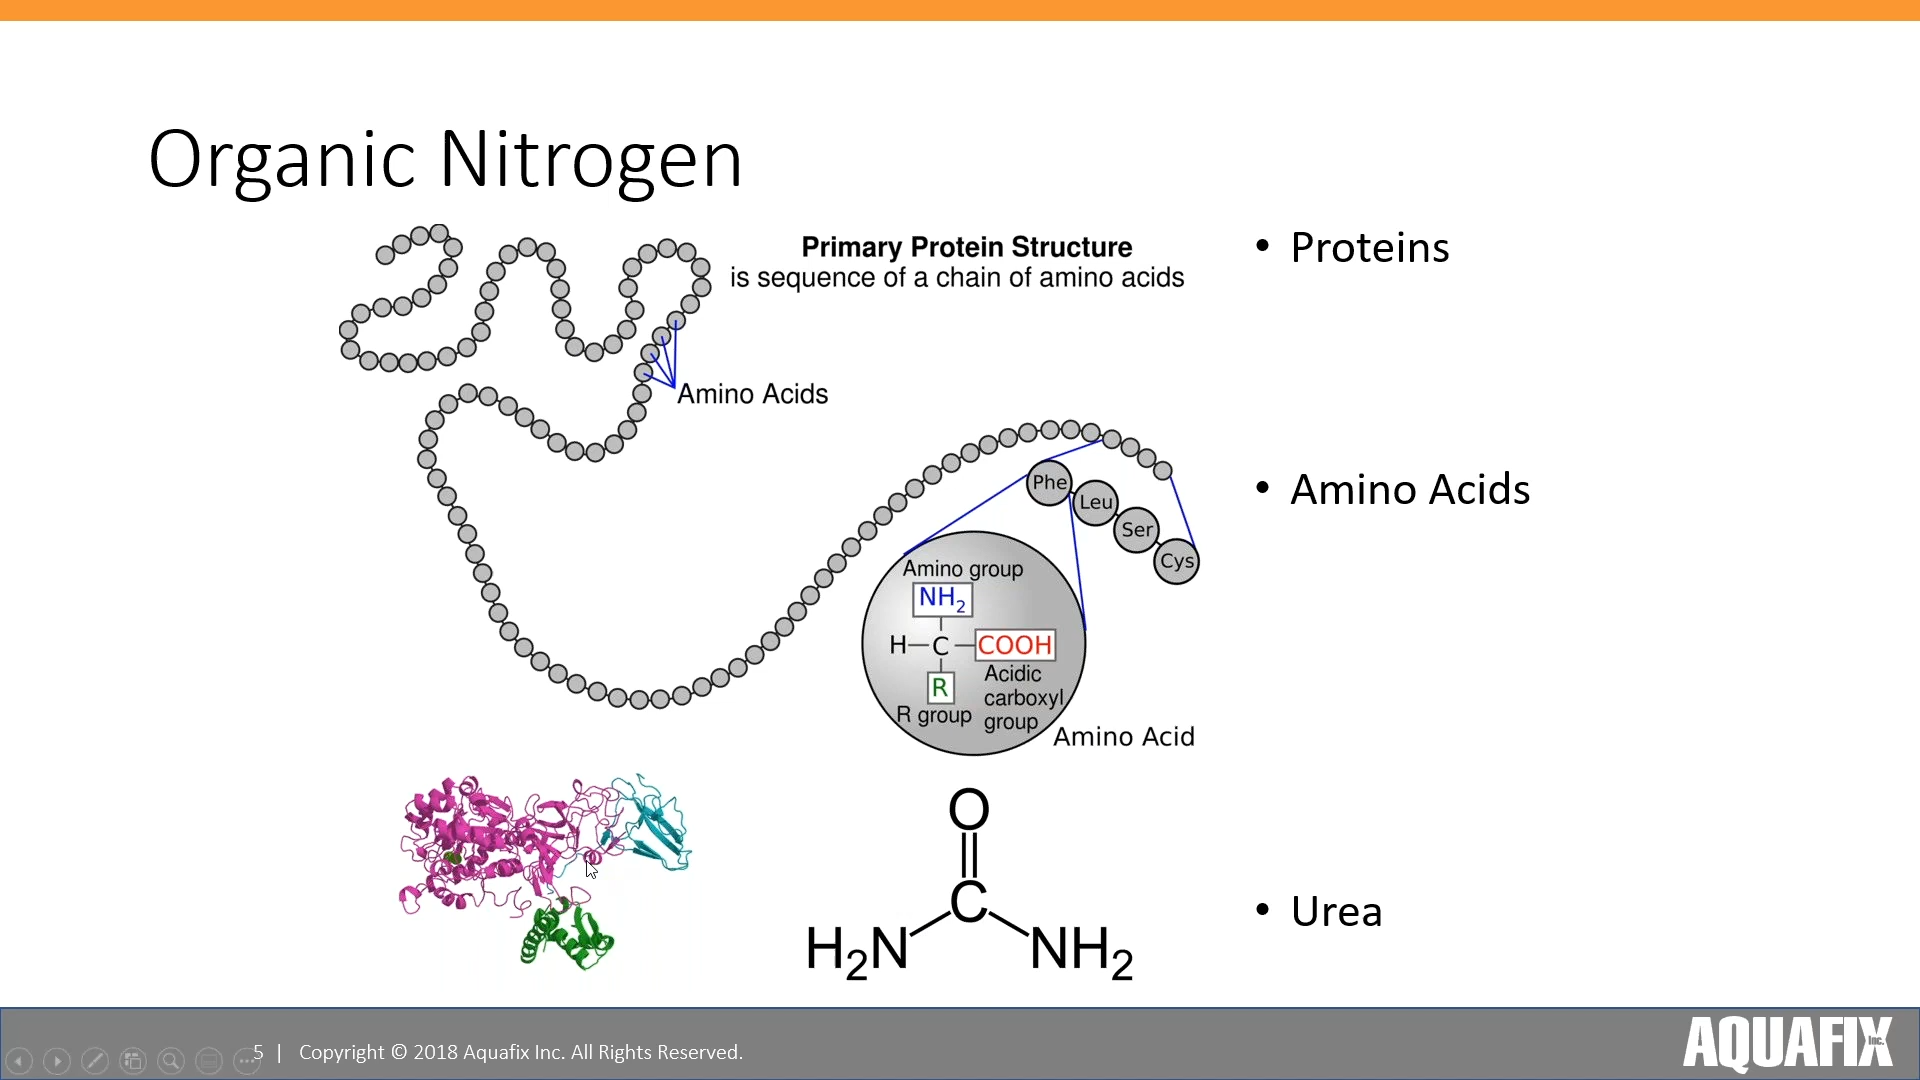 Organic Nitrogen
Primary Protein Structure
is sequence of a chain of amino acids
Amino Acids
Phe
Leu
Ser
Cys
Amino group
NH₂
H C COOH
R
Acidic
carboxyl
group
R group
Amino Acid
O
C
H₂N NH₂
• Proteins
• Amino Acids
• Urea
5 | Copyright © 2018 Aquafix Inc. All Rights Reserved.
AQUAFIX Inc.